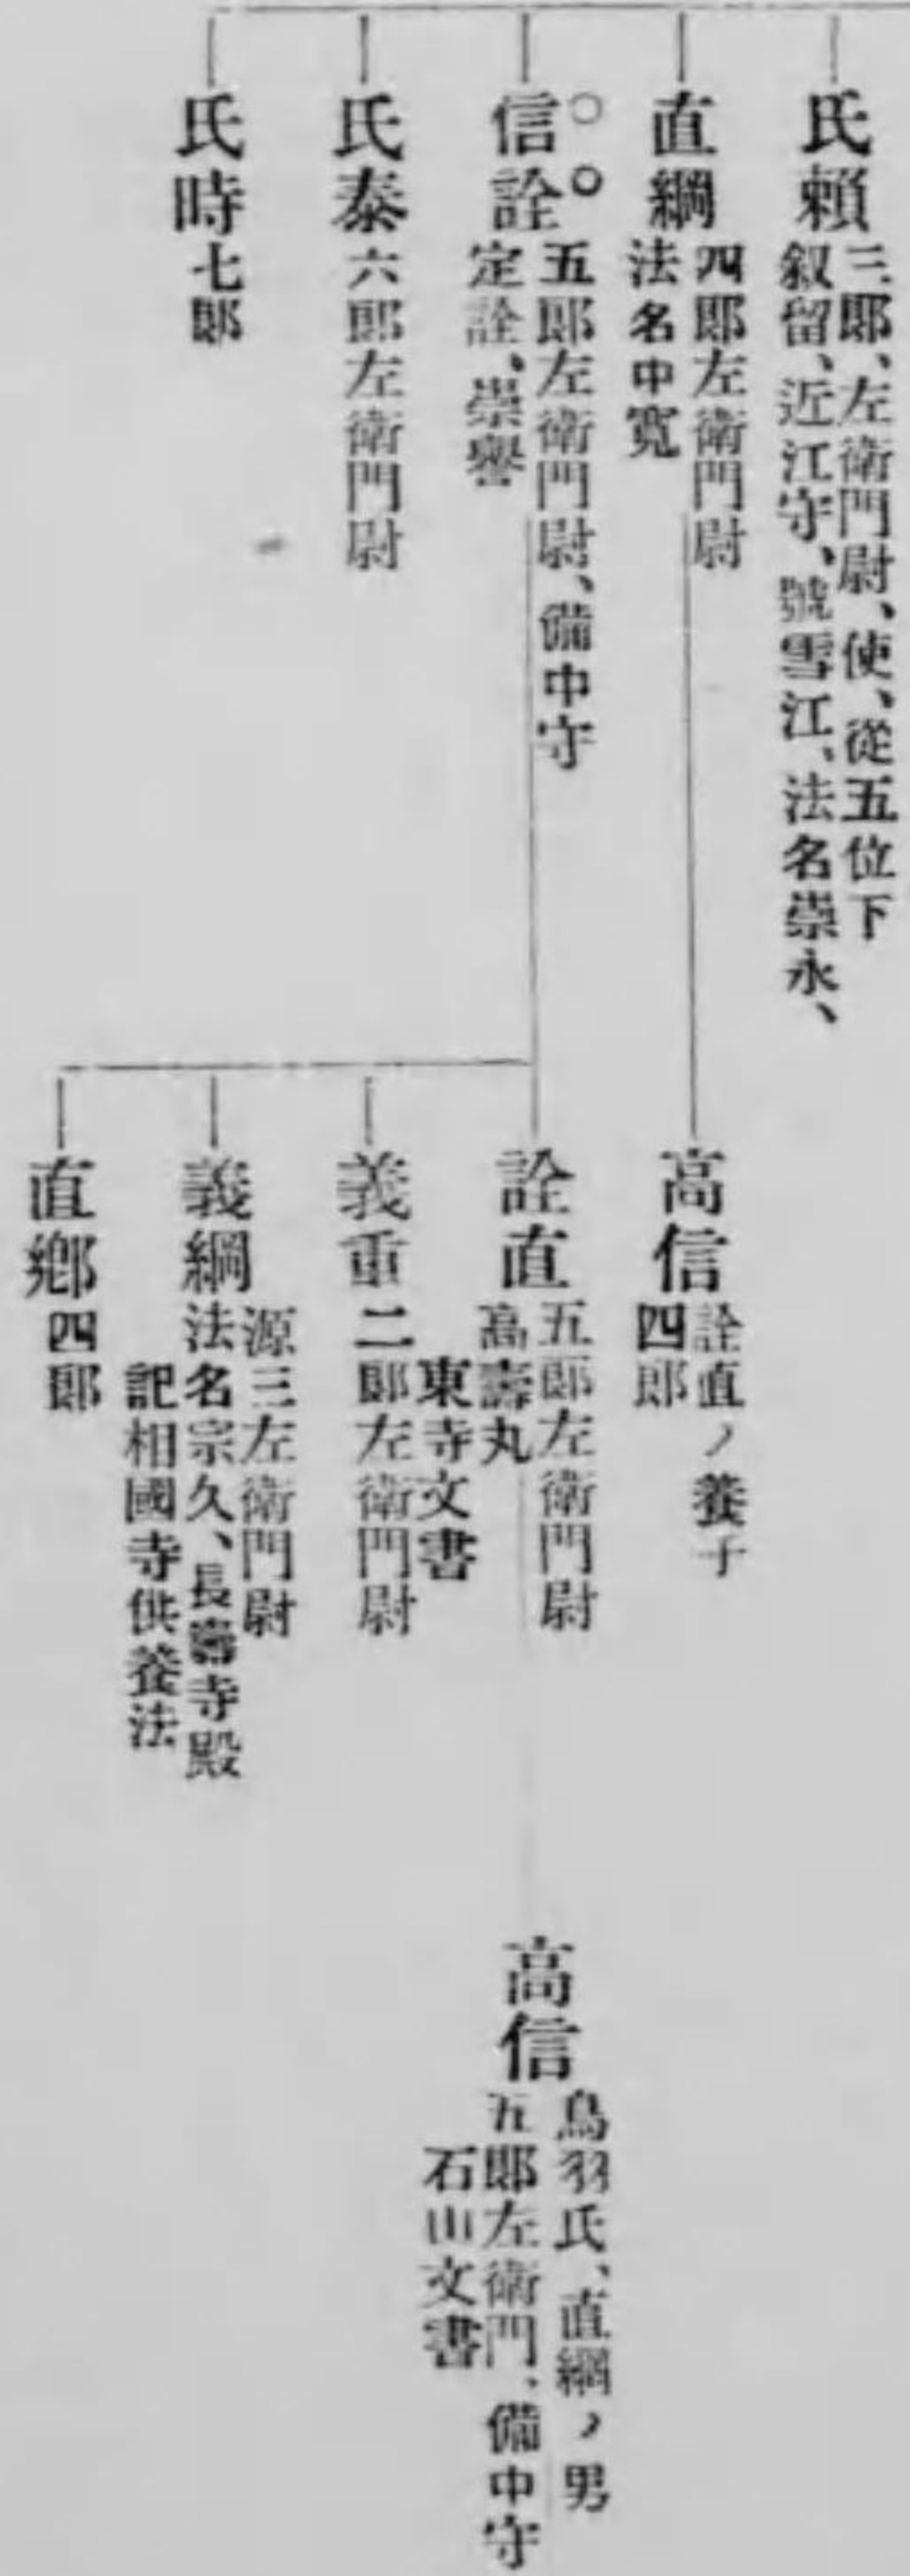 氏賴
三郎、左衛門尉、使、從五位下
叙留、近江守、號雪江、法名崇永、
直綱
四郎左衛門尉
法名中寬
高信
詮直ノ養子
四郎
○○
信詮
五郎左衛門尉、備中守
定詮、崇譽
詮直
五郎左衛門尉
高壽丸
東寺文書
高信
鳥羽氏、直綱ノ男
五郎左衛門、備中守
石山文書
義重
二郎左衛門尉
義綱
源三左衛門尉
法名宗久、長壽寺殿
記相國寺供養法
直鄕
四郎
氏泰
六郎左衛門尉
氏時
七郎